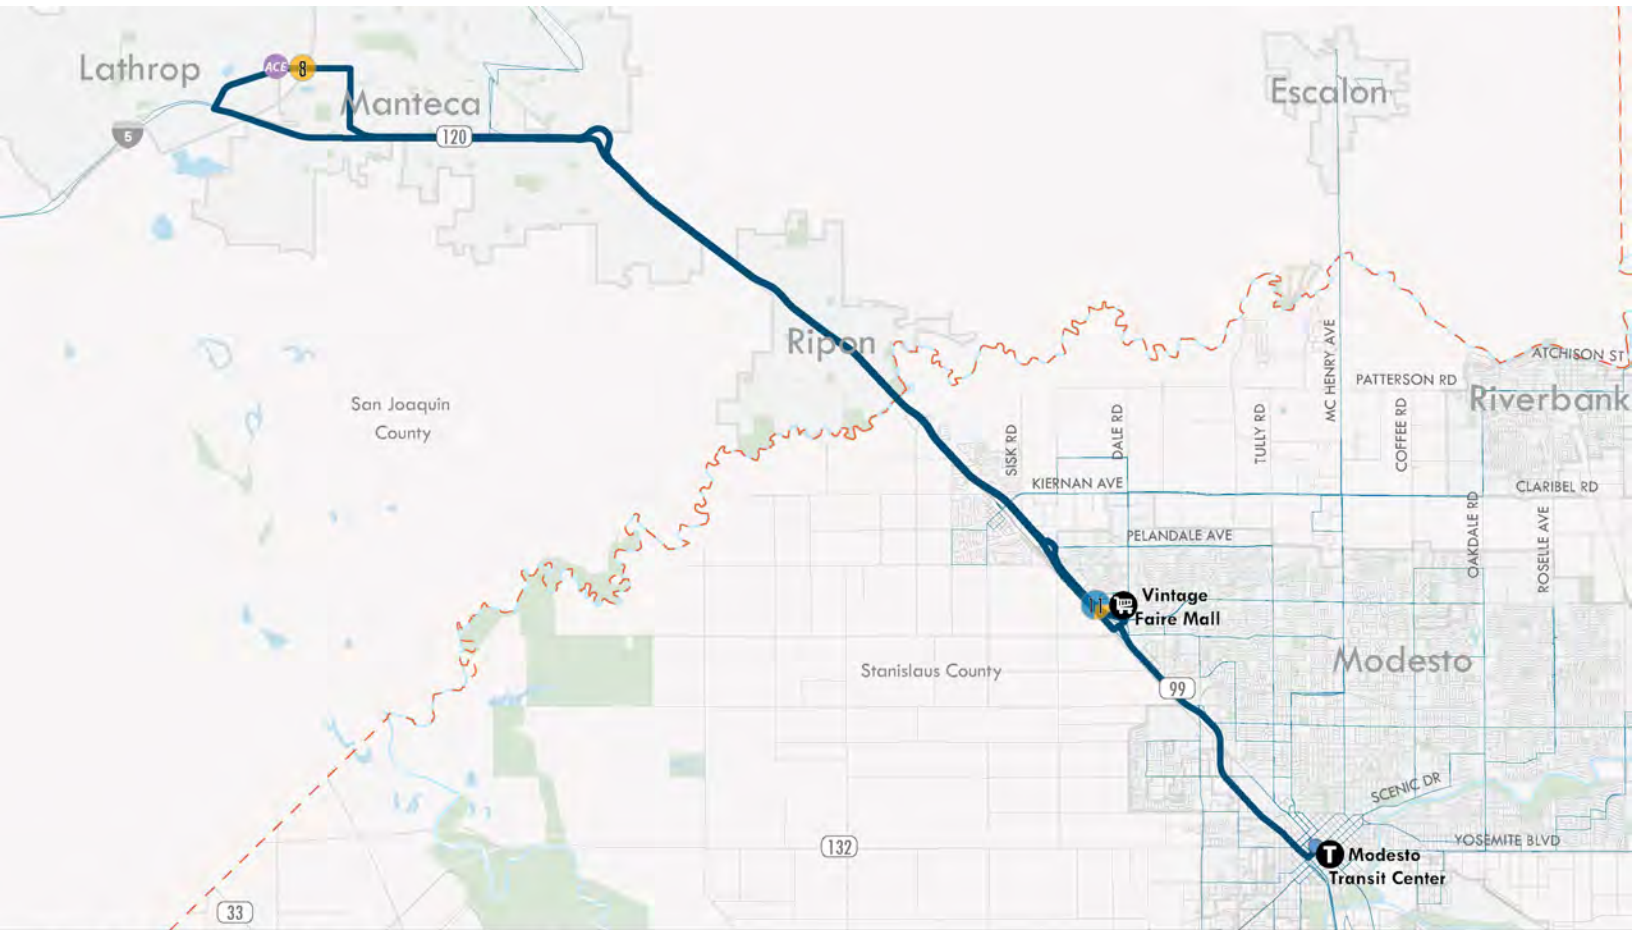 Lathrop
ACE
8
Manteca
5
120
Escalon
Ripon
San Joaquin
County
ATCHISON ST
PATTERSON RD
Riverbank
MC HENRY AVE
SISK RD
DALE RD
TULLY RD
COFFEE RD
KIERNAN AVE
CLARIBEL RD
OAKDALE RD
ROSELLE AVE
PELANDALE AVE
Vintage
Faire Mall
Stanislaus County
Modesto
99
SCENIC DR
132
YOSEMITE BLVD
T
Modesto
Transit Center
33